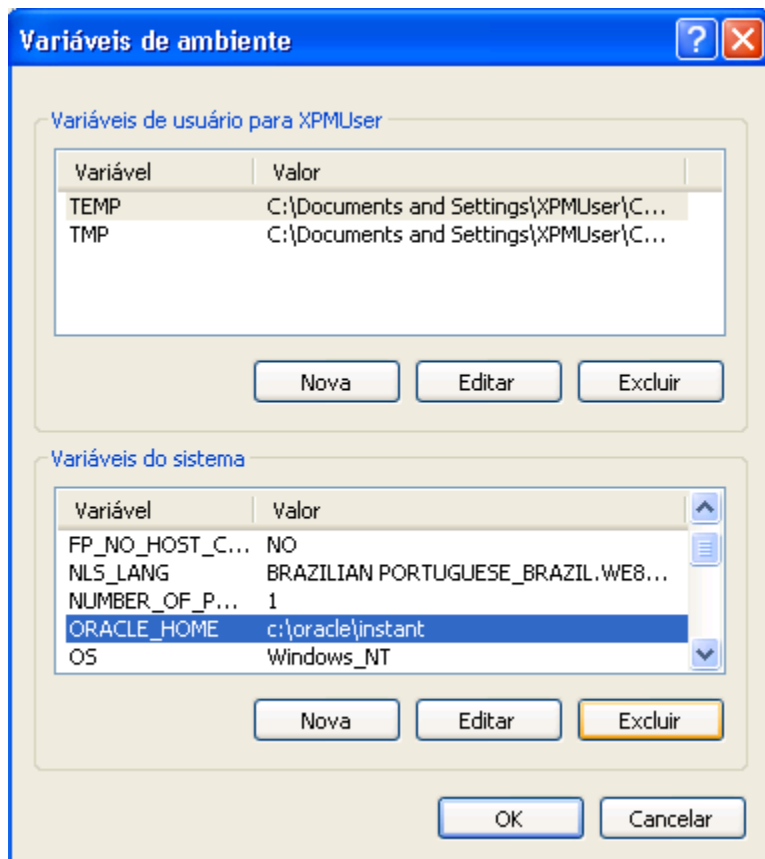 Variáveis de ambiente
Variáveis de usuário para XPMUser
Variável Valor
TEMP C:\Documents and Settings\XPMUser\C...
TMP C:\Documents and Settings\XPMUser\C...
Nova Editar Excluir
Variáveis do sistema
Variável Valor
FP_NO_HOST_C... NO
NLS_LANG BRAZILIAN PORTUGUESE_BRAZIL.WE8...
NUMBER_OF_P... 1
ORACLE_HOME c:\oracle\instant
OS Windows_NT
Nova Editar Excluir
OK Cancelar